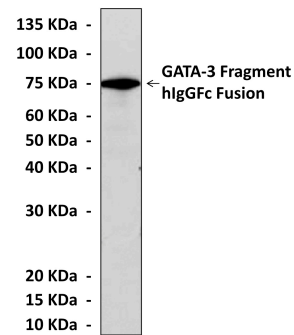 135 KDa -
100 KDa -
75 KDa -
GATA-3 Fragment
hIgGFc Fusion
60 KDa -
50 KDa -
40 KDa -
30 KDa -
20 KDa -
15 KDa -
10 KDa -